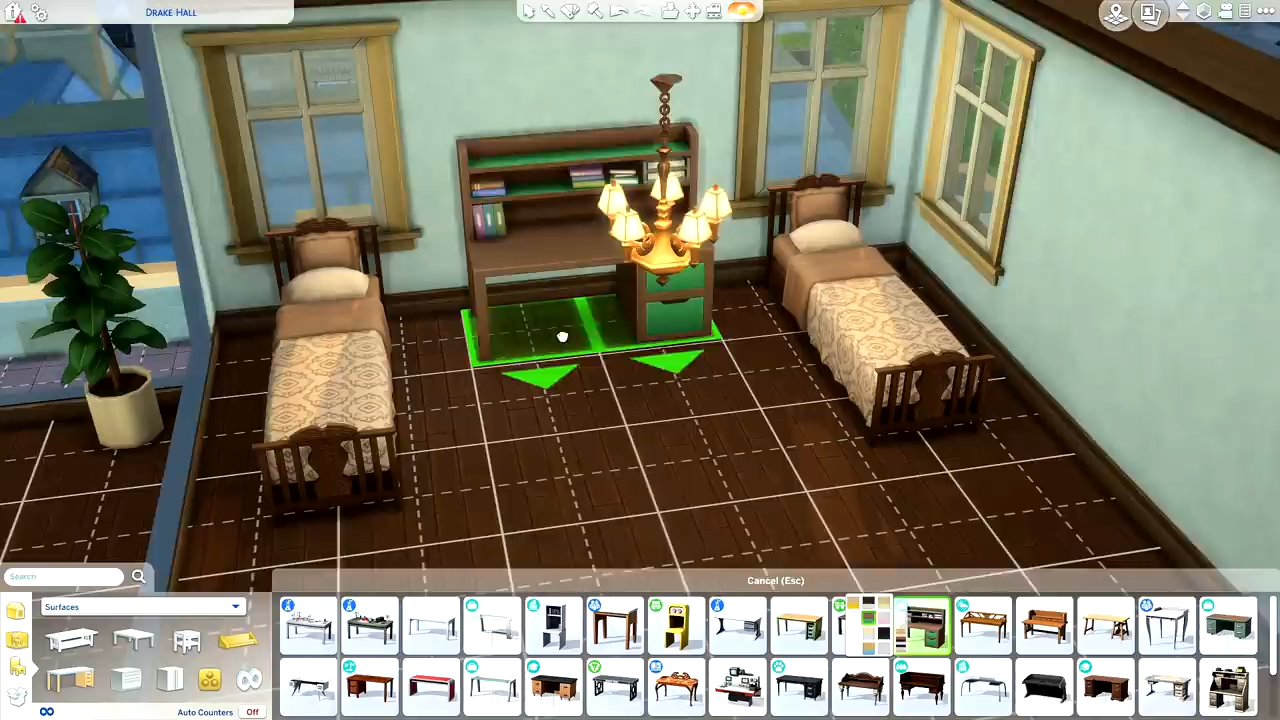 DRAKE HALL
Cancel (Esc)
Search
Surfaces
Auto Counters
Off